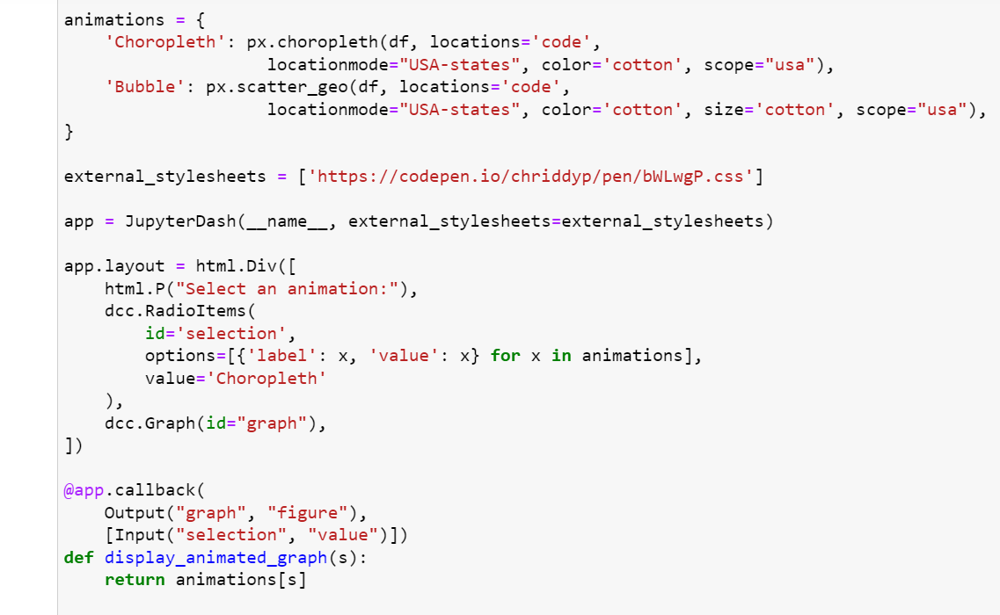 animations = {
    'Choropleth': px.choropleth(df, locations='code',
                    locationmode="USA-states", color='cotton', scope="usa"),
    'Bubble': px.scatter_geo(df, locations='code',
                    locationmode="USA-states", color='cotton', size='cotton', scope="usa"),
}

external_stylesheets = ['https://codepen.io/chriddyp/pen/bWLwgP.css']

app = JupyterDash(__name__, external_stylesheets=external_stylesheets)

app.layout = html.Div([
    html.P("Select an animation:"),
    dcc.RadioItems(
        id='selection',
        options=[{'label': x, 'value': x} for x in animations],
        value='Choropleth'
    ),
    dcc.Graph(id="graph"),
])

@app.callback(
    Output("graph", "figure"),
    [Input("selection", "value")])
def display_animated_graph(s):
    return animations[s]